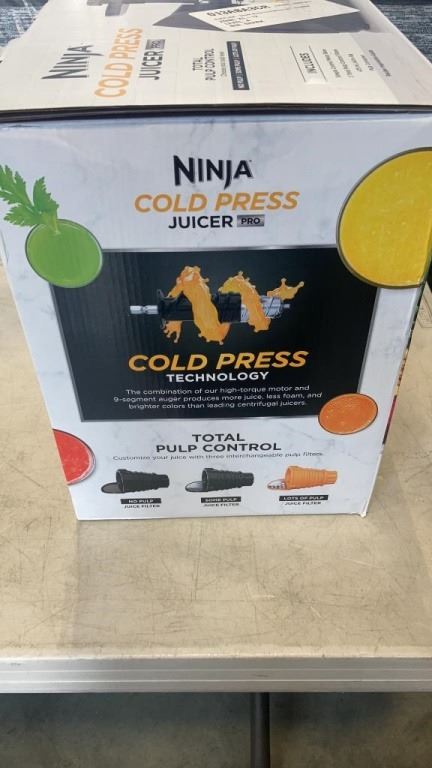 NINJA
COLD PRESS
JUICER PRO
TOTAL
PULP CONTROL
INCLUDES
NINJA
COLD PRESS
JUICER PRO
COLD PRESS
TECHNOLOGY
The combination of our high-torque motor and
9-segment auger produces more juice, less foam, and
brighter colors than leading centrifugal juicers.
TOTAL
PULP CONTROL
Customize your juice with three interchangeable pulp filters.
NO PULP
JUICE FILTER
SOME PULP
JUICE FILTER
LOTS OF PULP
JUICE FILTER